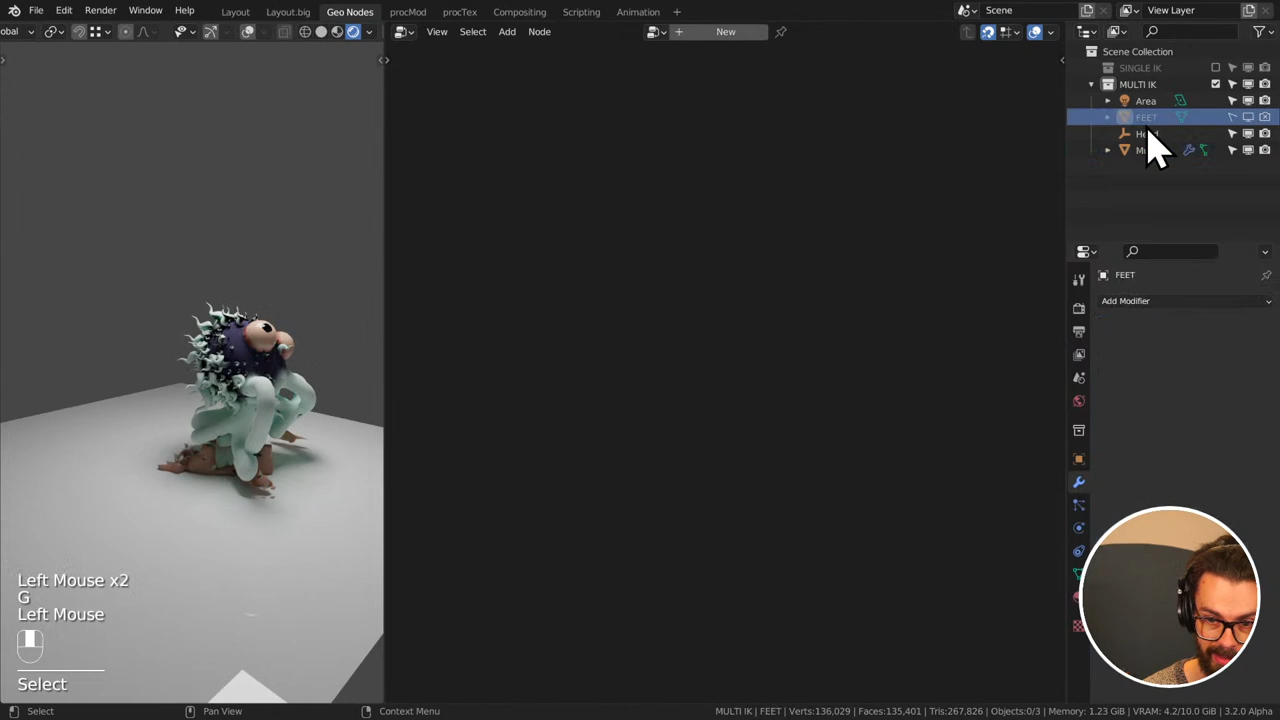 File Edit Render Window Help Layout Layout.big Geo Nodes procMod procTex Compositing Scripting Animation + Scene View Layer
obal View Select Add Node + New
Scene Collection
SINGLE IK
MULTI IK
Area
FEET
FEET
Add Modifier
Left Mouse x2
G
Left Mouse
Select
Select Pan View Context Menu MULTI IK | FEET | Verts:136,029 | Faces:135,401 | Tris:267,826 | Objects:0/3 | Memory: 1.23 GiB | VRAM: 4.2/10.0 GiB | 3.2.0 Alpha